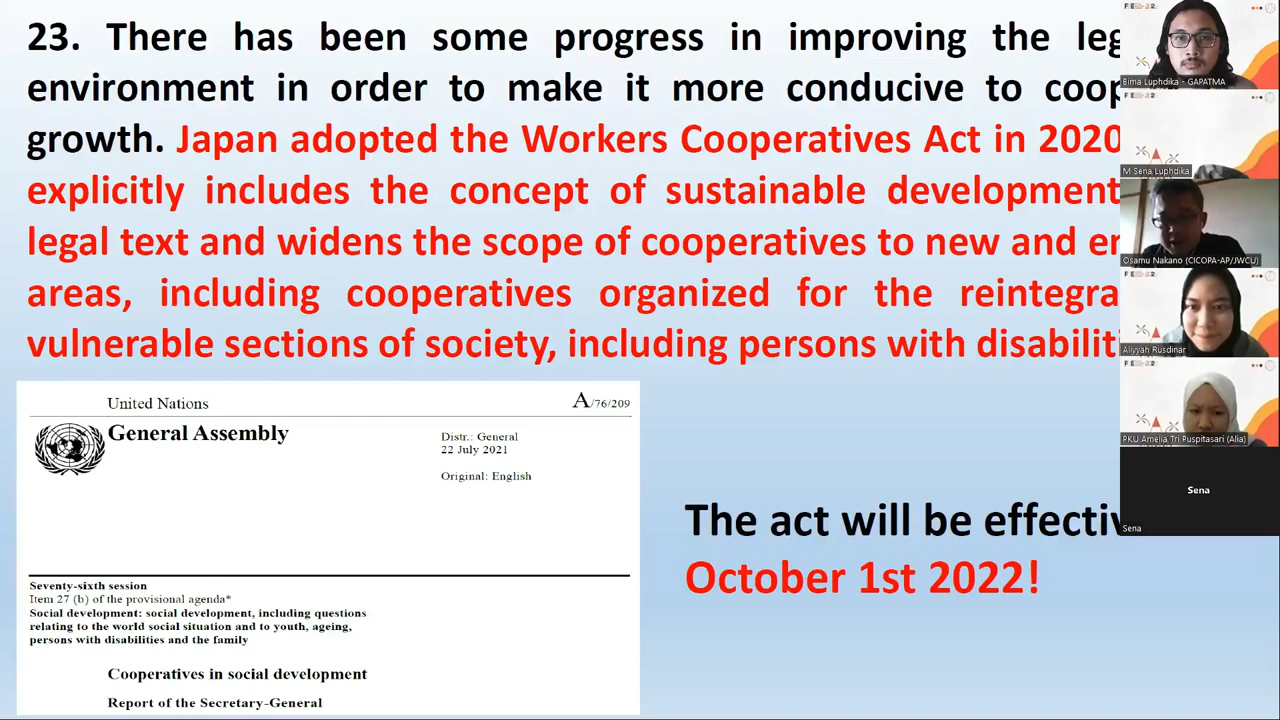 23. There has been some progress in improving the
environment in order to make it more conducive to
growth. Japan adopted the Workers Cooperatives Act in 2020
explicitly includes the concept of sustainable development
legal text and widens the scope of cooperatives to new and
areas, including cooperatives organized for the
vulnerable sections of society, including persons with
United Nations
A/76/209
General Assembly
Distr.: General
22 July 2021
Original: English
Seventy-sixth session
Item 27 (b) of the provisional agenda*
Social development: social development, including questions
relating to the world social situation and to youth, ageing,
persons with disabilities and the family
Cooperatives in social development
Report of the Secretary-General
The act will be
October 1st 2022!
Bima Luphdika - GAPATMA
M Sena Luphdika
Osamu Nakano (CICOPA-AP/JWCU)
Aliyyah Rusdinar
PKU Amelia Tri Puspitasari (Alia)
Sena
Sena